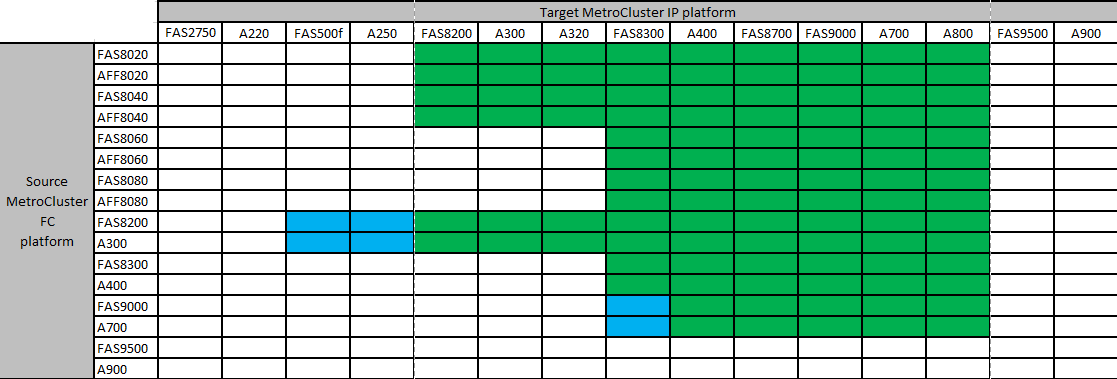 Target MetroCluster IP platform
FAS2750 A220 FAS500f A250 FAS8200 A300 A320 FAS8300 A400 FAS8700 FAS9000 A700 A800 FAS9500 A900
Source
MetroCluster
FC
platform
FAS8020
AFF8020
FAS8040
AFF8040
FAS8060
AFF8060
FAS8080
AFF8080
FAS8200
A300
FAS8300
A400
FAS9000
A700
FAS9500
A900